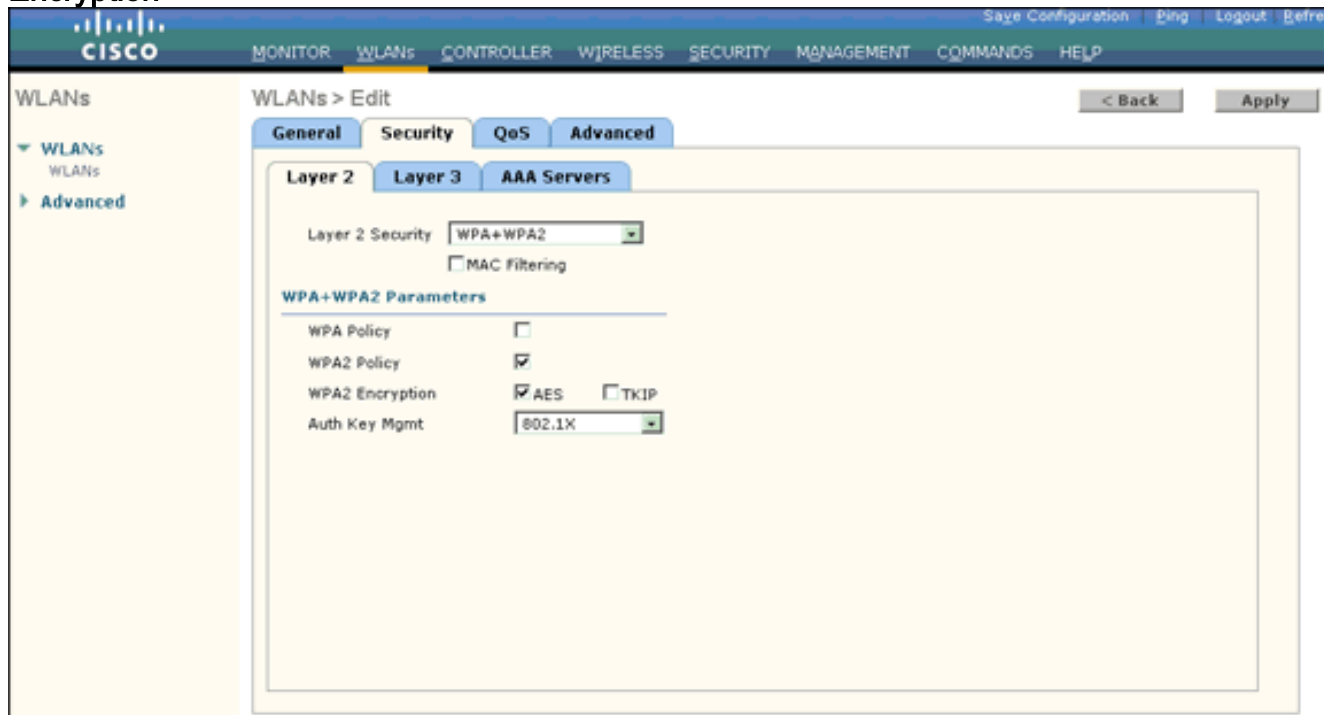 Encryption
Save Configuration Ping Logout Refre
CISCO MONITOR WLANs CONTROLLER WIRELESS SECURITY MANAGEMENT COMMANDS HELP
WLANs
WLANs
WLANs
Advanced
WLANs > Edit
< Back Apply
General Security QoS Advanced
Layer 2 Layer 3 AAA Servers
Layer 2 Security WPA+WPA2
MAC Filtering
WPA+WPA2 Parameters
WPA Policy
WPA2 Policy
WPA2 Encryption AES TKIP
Auth Key Mgmt 802.1X